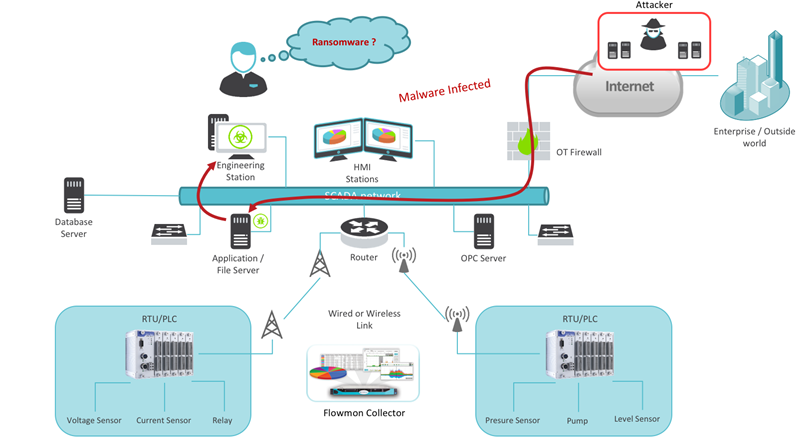 Attacker
Ransomware ?
Malware Infected
Internet
Enterprise / Outside
world
Engineering
Station
HMI
Stations
OT Firewall
SCADA network
Database
Server
Application /
File Server
Router
OPC Server
Wired or Wireless
Link
RTU/PLC
RTU/PLC
Voltage Sensor
Current Sensor
Relay
Flowmon Collector
Presure Sensor
Pump
Level Sensor